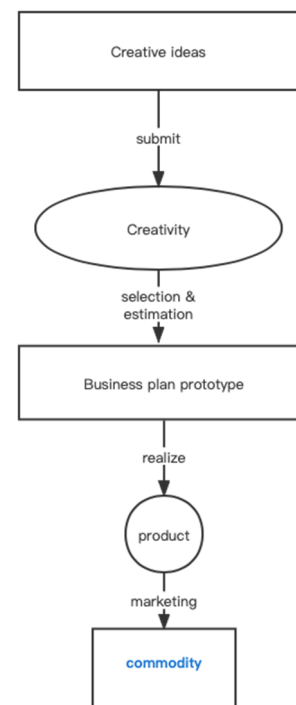 Creative ideas
submit
Creativity
selection &
estimation
Business plan prototype
realize
product
marketing
commodity